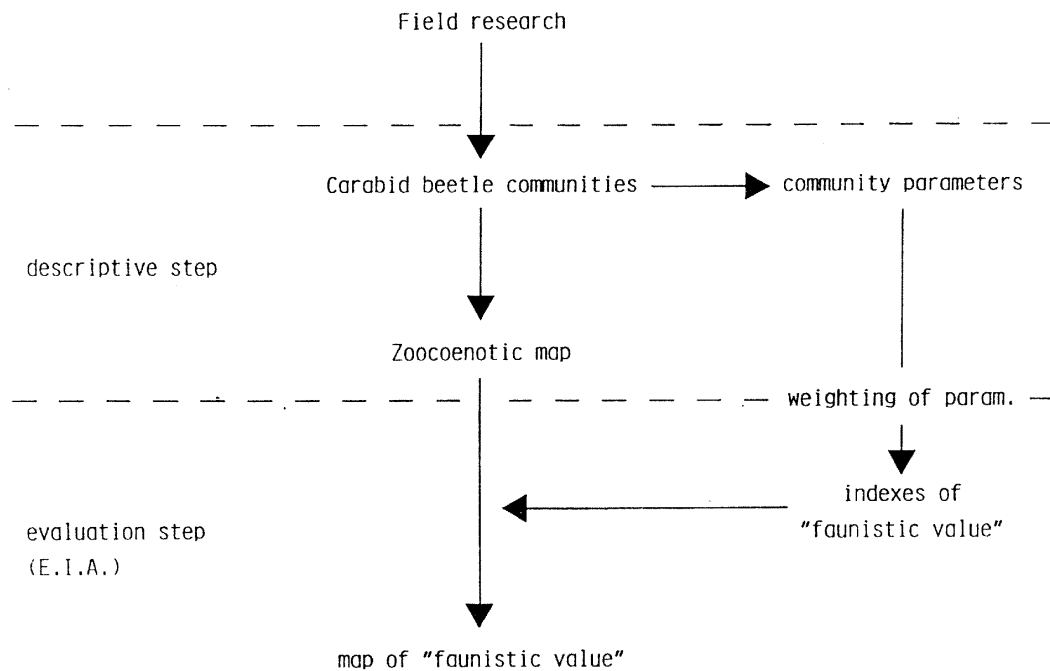 Field research
Carabid beetle communities
community parameters
descriptive step
Zoocoenotic map
weighting of param.
indexes of
"faunistic value"
evaluation step
(E.I.A.)
map of "faunistic value"